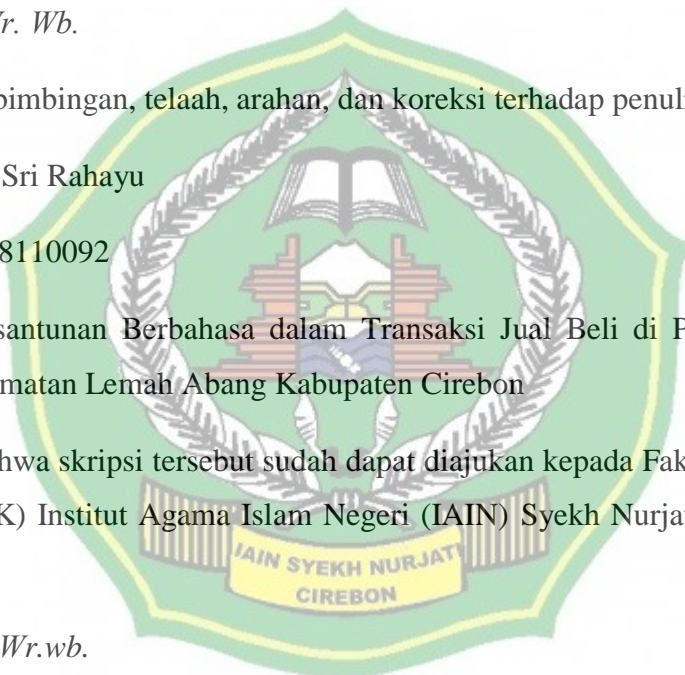 r. Wb.
bimbingan, telaah, arahan, dan koreksi terhadap penuli
Sri Rahayu
8110092
santunan Berbahasa dalam Transaksi Jual Beli di P
matan Lemah Abang Kabupaten Cirebon
hwa skripsi tersebut sudah dapat diajukan kepada Fak
K) Institut Agama Islam Negeri (IAIN) Syekh Nurjat
IAIN SYEKH NURJATI
CIREBON
Wr.wb.